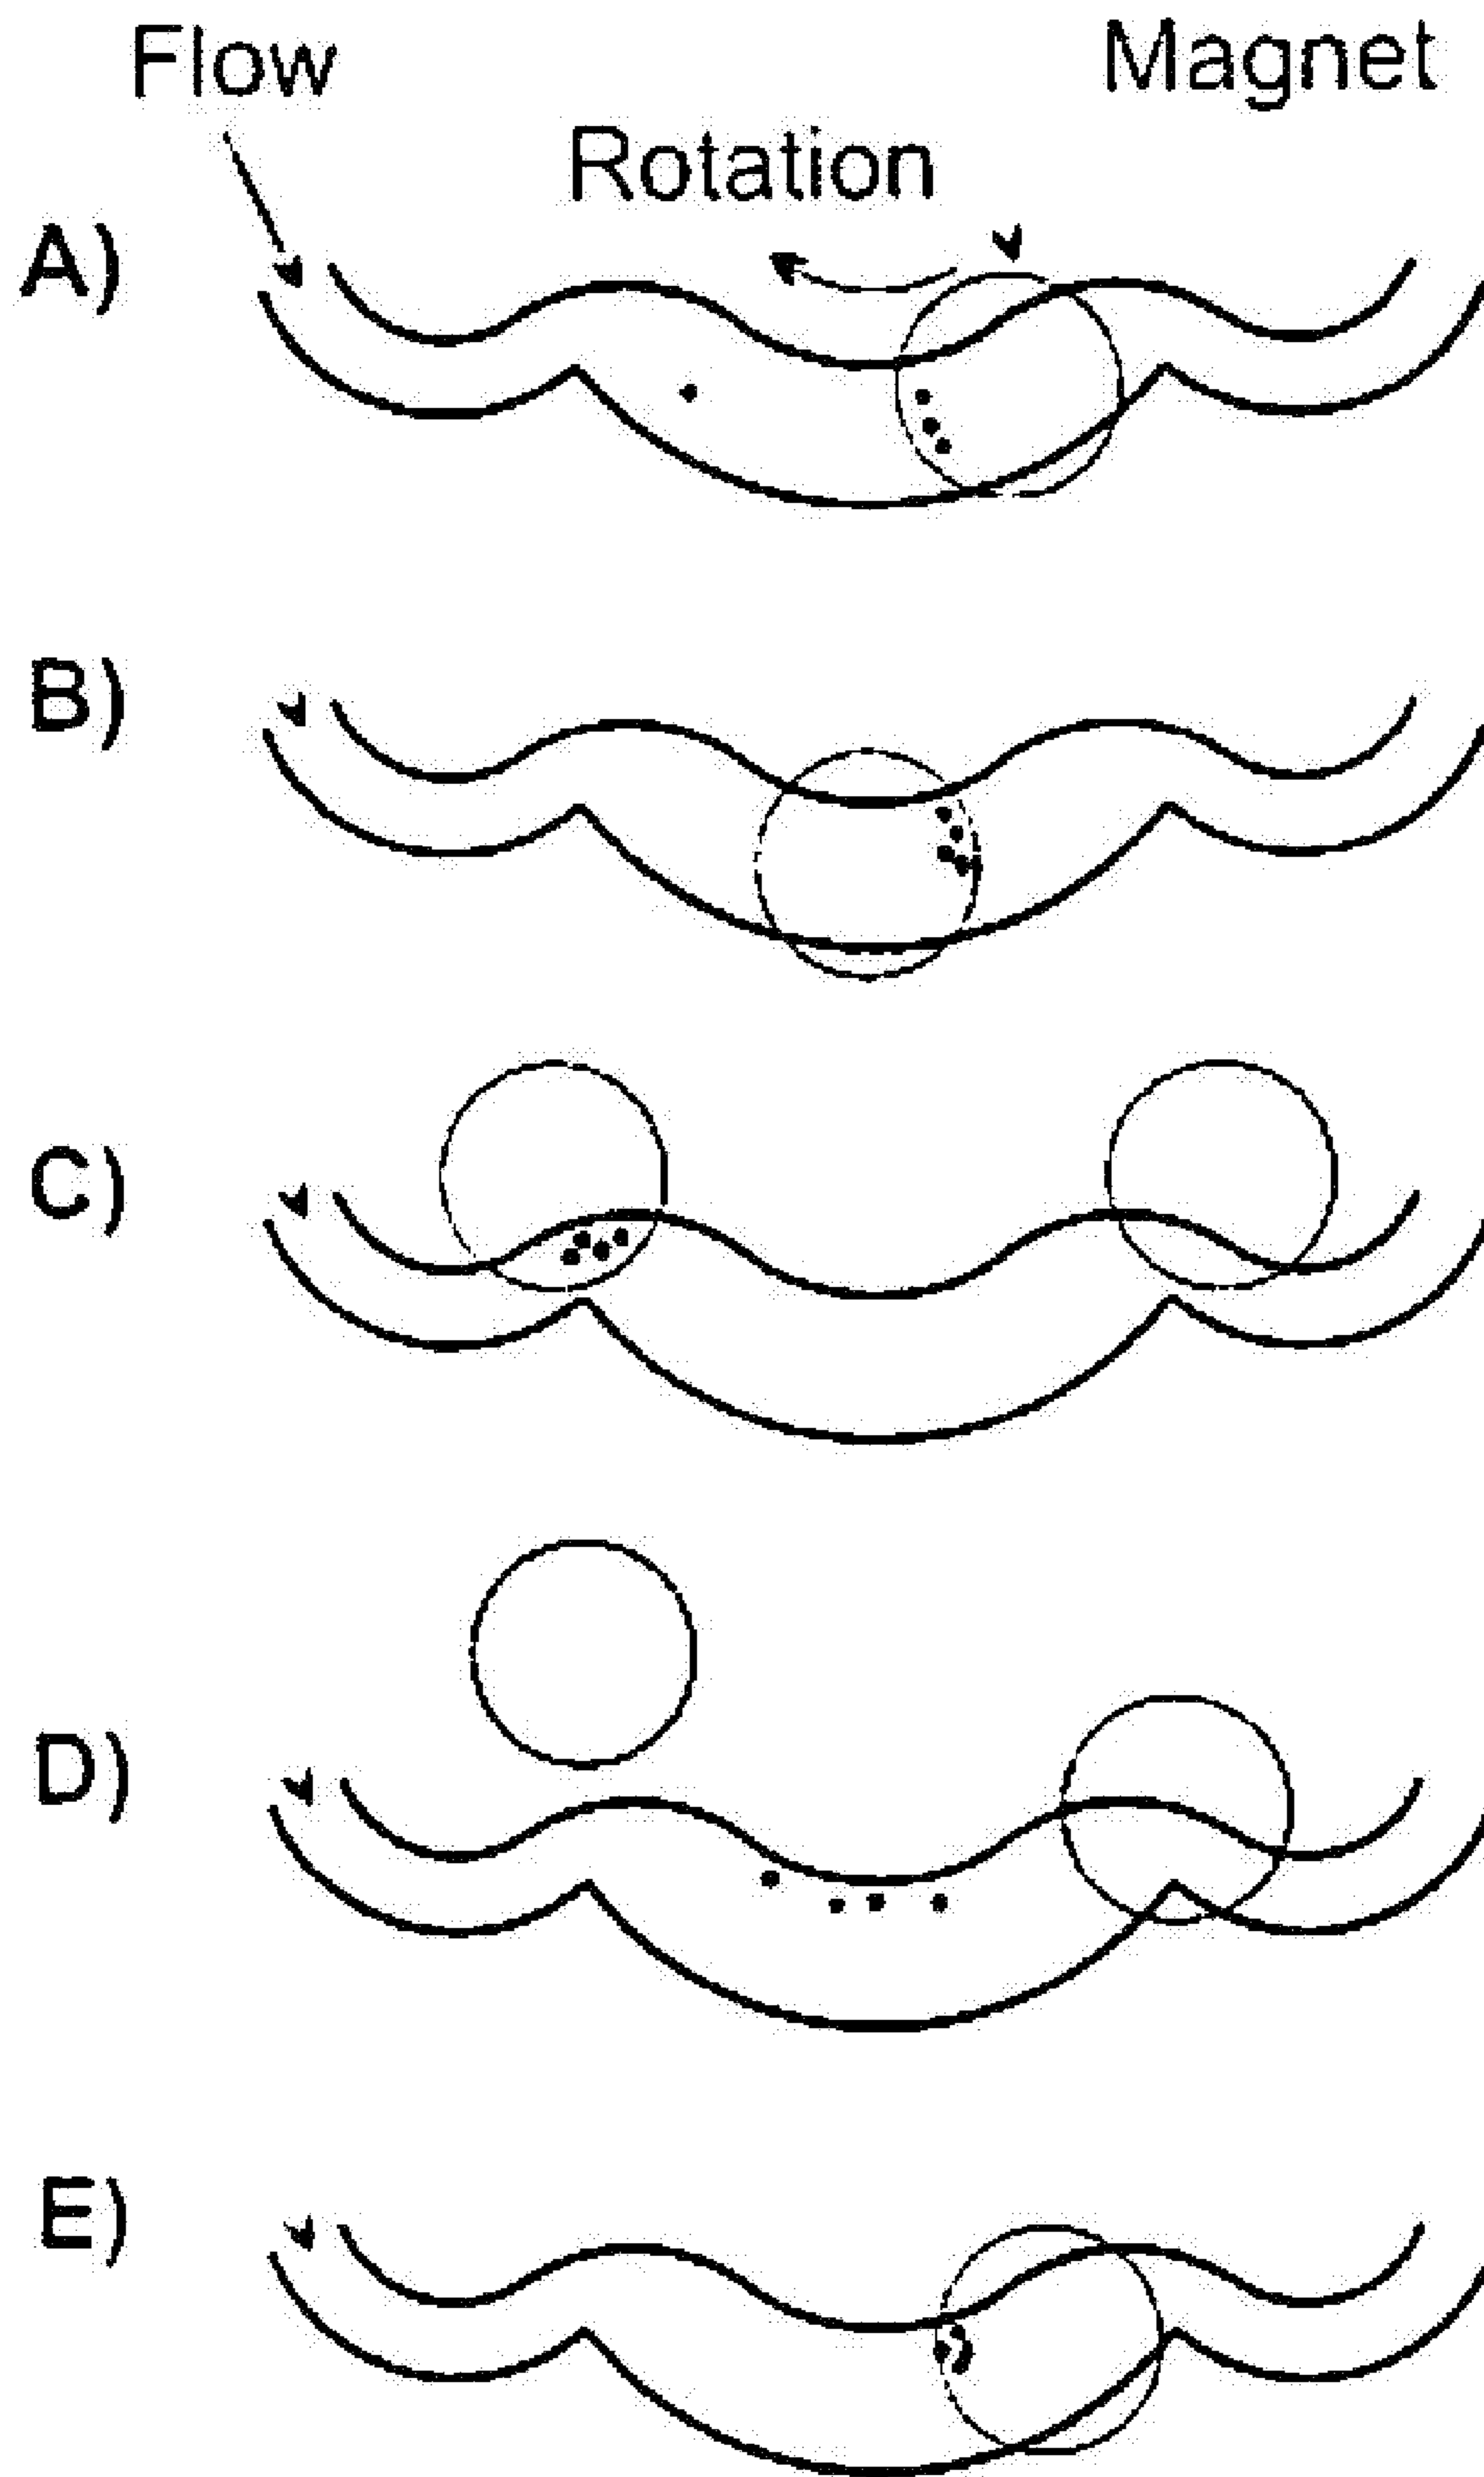 Flow
Magnet
Rotation
A)
B)
C)
D)
E)